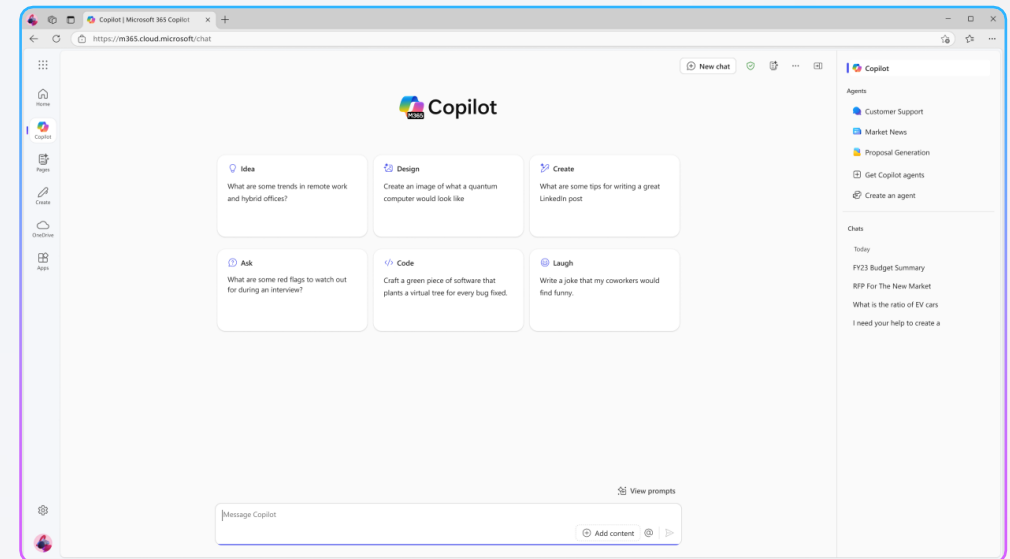 Copilot | Microsoft 365 Copilot
https://m365.cloud.microsoft/chat
Home
Copilot
Pages
Create
OneDrive
Apps
New chat
M365
Copilot
Idea
What are some trends in remote work
and hybrid offices?
Design
Create an image of what a quantum
computer would look like
Create
What are some tips for writing a great
LinkedIn post
Ask
What are some red flags to watch out
for during an interview?
Code
Craft a green piece of software that
plants a virtual tree for every bug fixed.
Laugh
Write a joke that my coworkers would
find funny.
View prompts
Message Copilot
Add content
@
Copilot
Agents
Customer Support
Market News
Proposal Generation
Get Copilot agents
Create an agent
Chats
Today
FY23 Budget Summary
RFP For The New Market
What is the ratio of EV cars
I need your help to create a